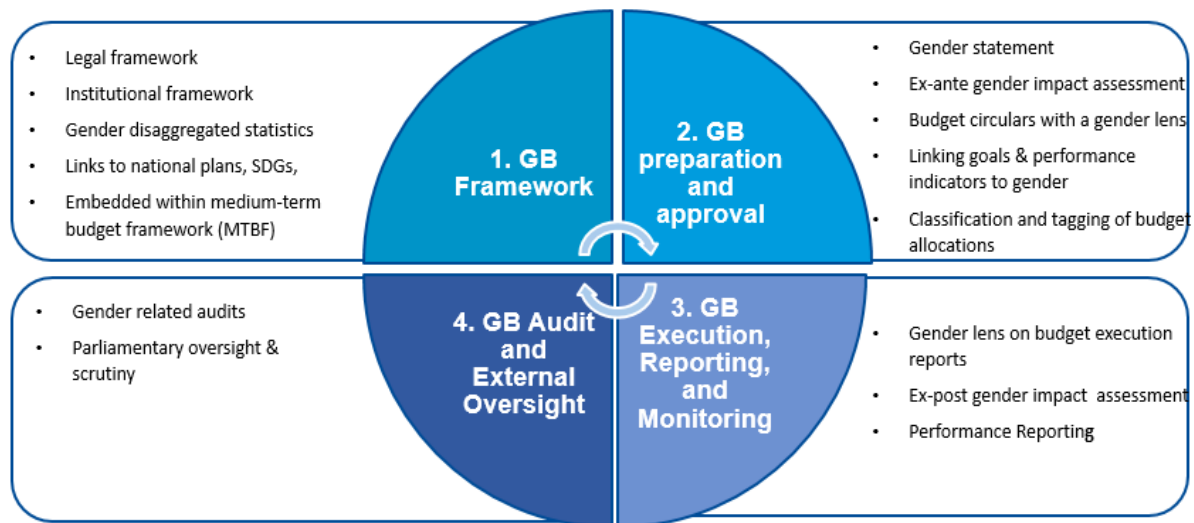 • Legal framework
• Institutional framework
• Gender disaggregated statistics
• Links to national plans, SDGs,
• Embedded within medium-term
budget framework (MTBF)
1. GB
Framework
2. GB
preparation
and
approval
• Gender statement
• Ex-ante gender impact assessment
• Budget circulars with a gender lens
• Linking goals & performance
indicators to gender
• Classification and tagging of budget
allocations
3. GB
Execution,
Reporting,
and
Monitoring
• Gender lens on budget execution
reports
• Ex-post gender impact assessment
• Performance Reporting
4. GB Audit
and
External
Oversight
• Gender related audits
• Parliamentary oversight &
scrutiny